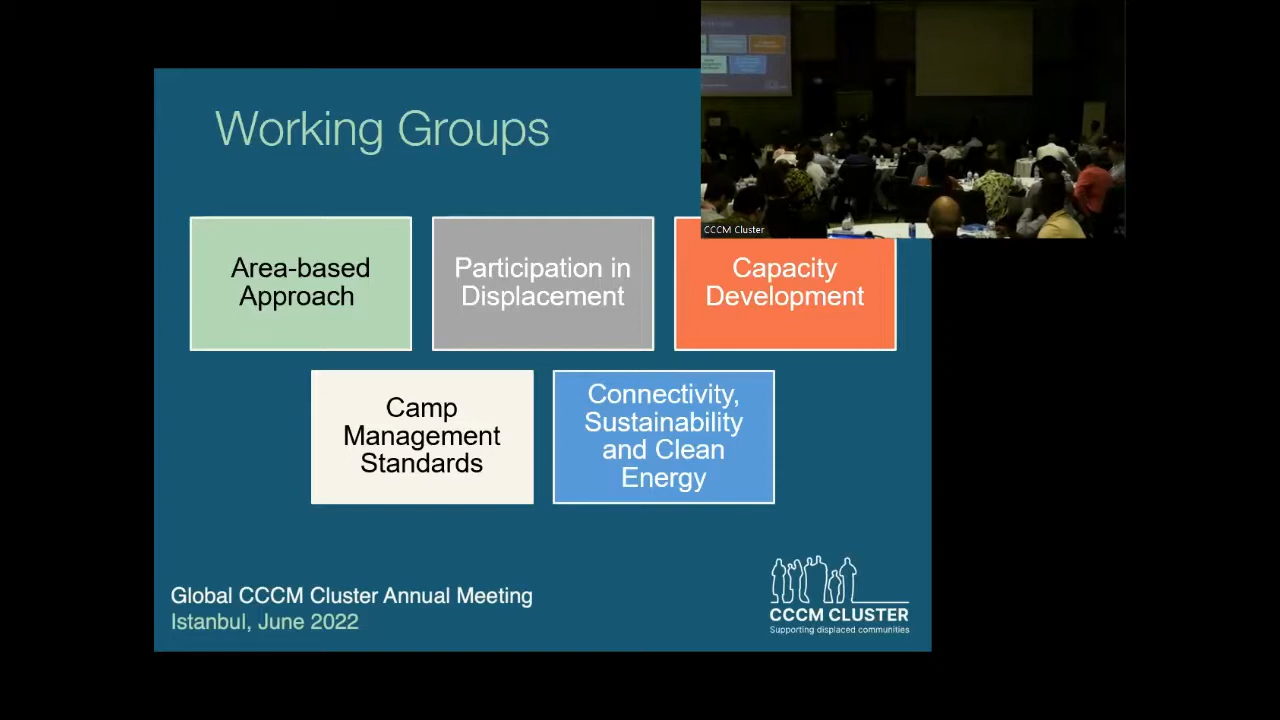 Working Groups
CCCM Cluster
Area-based
Approach
Participation in
Displacement
Capacity
Development
Camp
Management
Standards
Connectivity,
Sustainability
and Clean
Energy
Global CCCM Cluster Annual Meeting
Istanbul, June 2022
CCCM CLUSTER
Supporting displaced communities